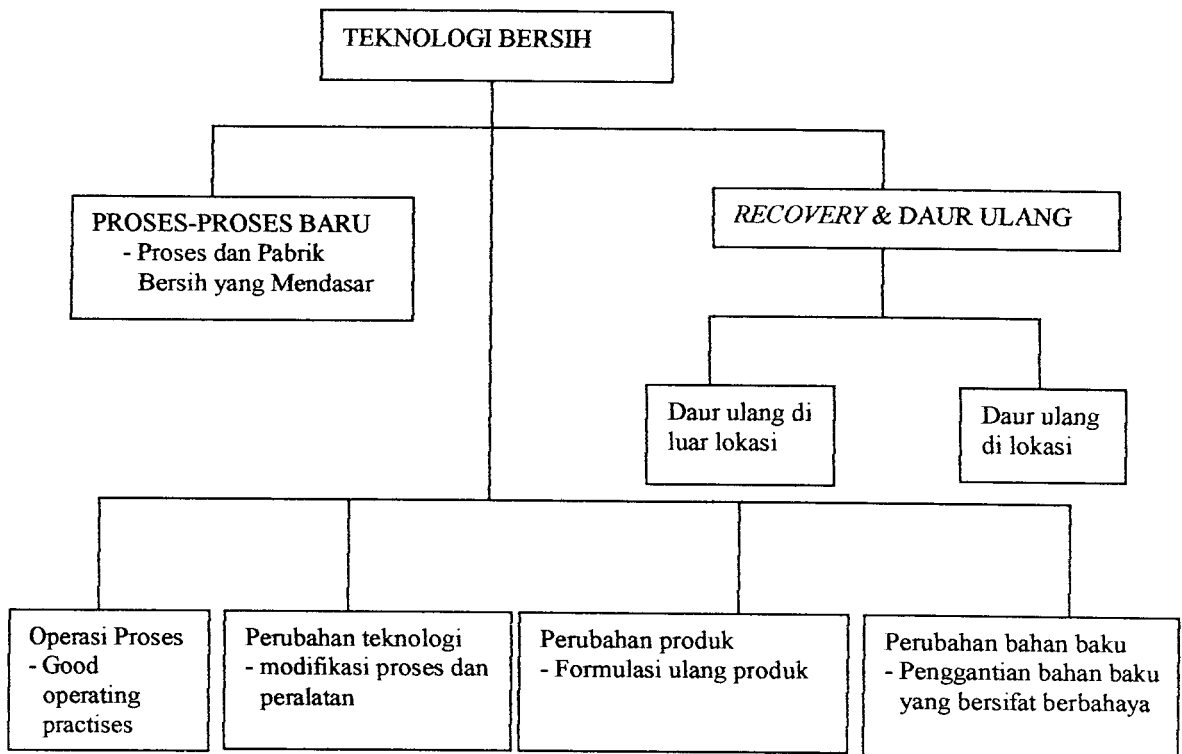 TEKNOLOGI BERSIH
PROSES-PROSES BARU
- Proses dan Pabrik
Bersih yang Mendasar
RECOVERY & DAUR ULANG
Daur ulang di
luar lokasi
Daur ulang
di lokasi
Operasi Proses
- Good
operating
practises
Perubahan teknologi
- modifikasi proses dan
peralatan
Perubahan produk
- Formulasi ulang produk
Perubahan bahan baku
- Penggantian bahan baku
yang bersifat berbahaya